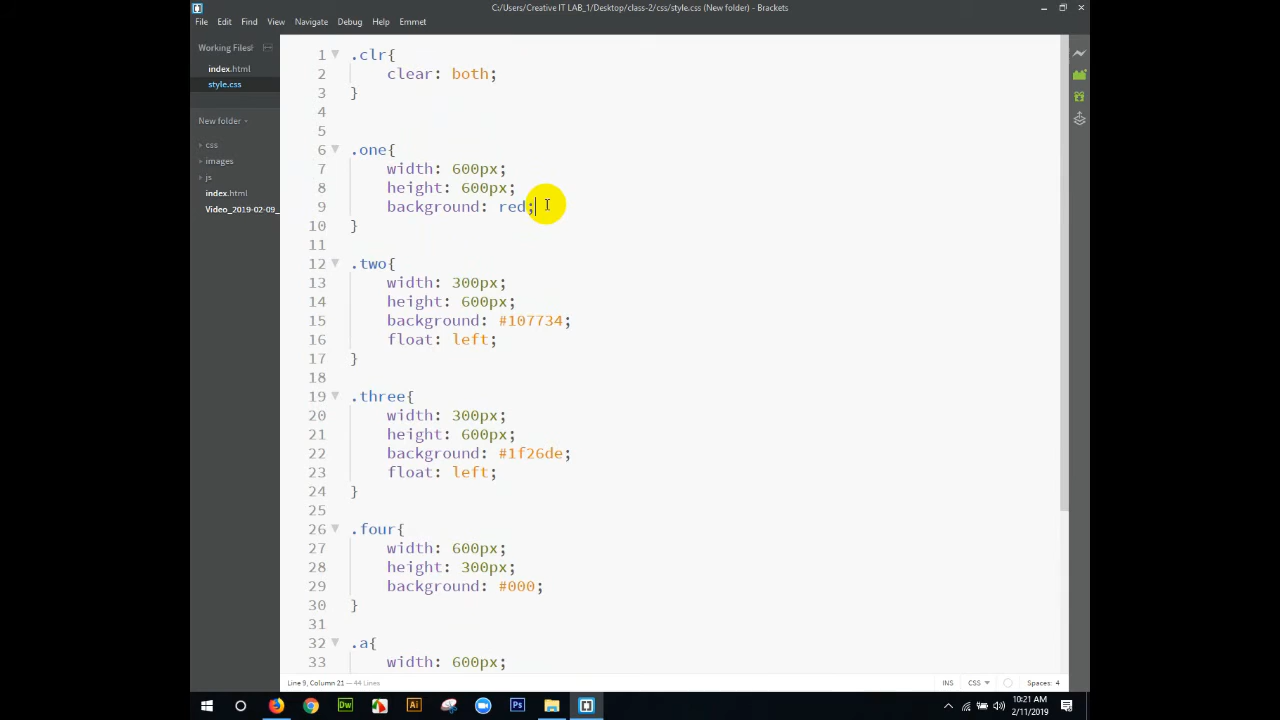 C:/Users/Creative IT LAB_1/Desktop/class-2/css/style.css (New folder) - Brackets
File Edit Find View Navigate Debug Help Emmet
Working Files
index.html
style.css
New folder
css
images
js
index.html
Video_2019-02-09_
1 .clr{
2 clear: both;
3 }
4
5
6 .one{
7 width: 600px;
8 height: 600px;
9 background: red;
10 }
11
12 .two{
13 width: 300px;
14 height: 600px;
15 background: #107734;
16 float: left;
17 }
18
19 .three{
20 width: 300px;
21 height: 600px;
22 background: #1f26de;
23 float: left;
24 }
25
26 .four{
27 width: 600px;
28 height: 300px;
29 background: #000;
30 }
31
32 .a{
33 width: 600px;
Line 9, Column 21 — 44 Lines
INS CSS Spaces: 4
Dw Ai Ps
10:21 AM
2/11/2019